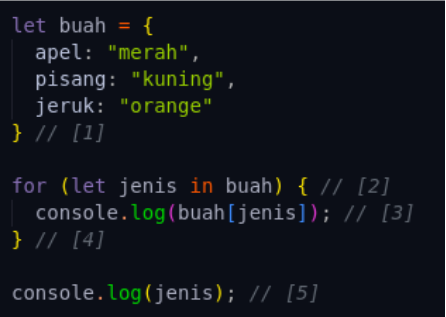 let buah = {
  apel: "merah",
  pisang: "kuning",
  jeruk: "orange"
} // [1]

for (let jenis in buah) { // [2]
  console.log(buah[jenis]); // [3]
} // [4]

console.log(jenis); // [5]